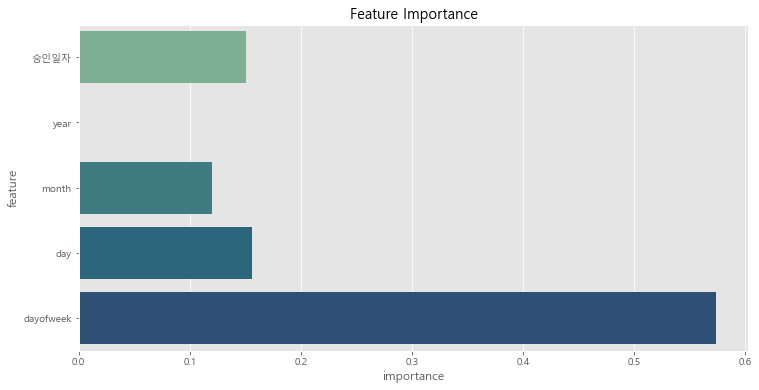 Feature Importance
승인일자
year
month
day
dayofweek
feature
0.0 0.1 0.2 0.3 0.4 0.5 0.6
importance